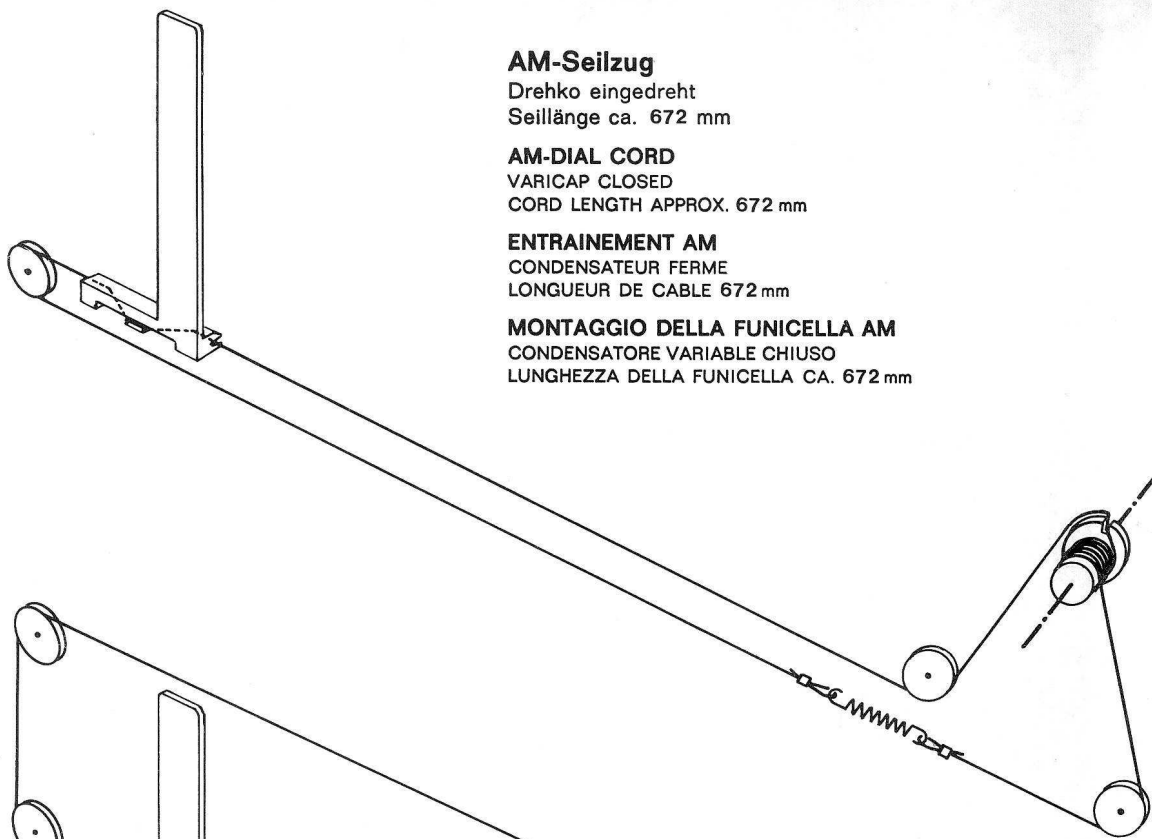 AM-Seilzug
Drehko eingedreht
Seillänge ca. 672 mm
AM-DIAL CORD
VARICAP CLOSED
CORD LENGTH APPROX. 672 mm
ENTRAINEMENT AM
CONDENSATEUR FERME
LONGUEUR DE CABLE 672 mm
MONTAGGIO DELLA FUNICELLA AM
CONDENSATORE VARIABLE CHIUSO
LUNGHEZZA DELLA FUNICELLA CA. 672 mm